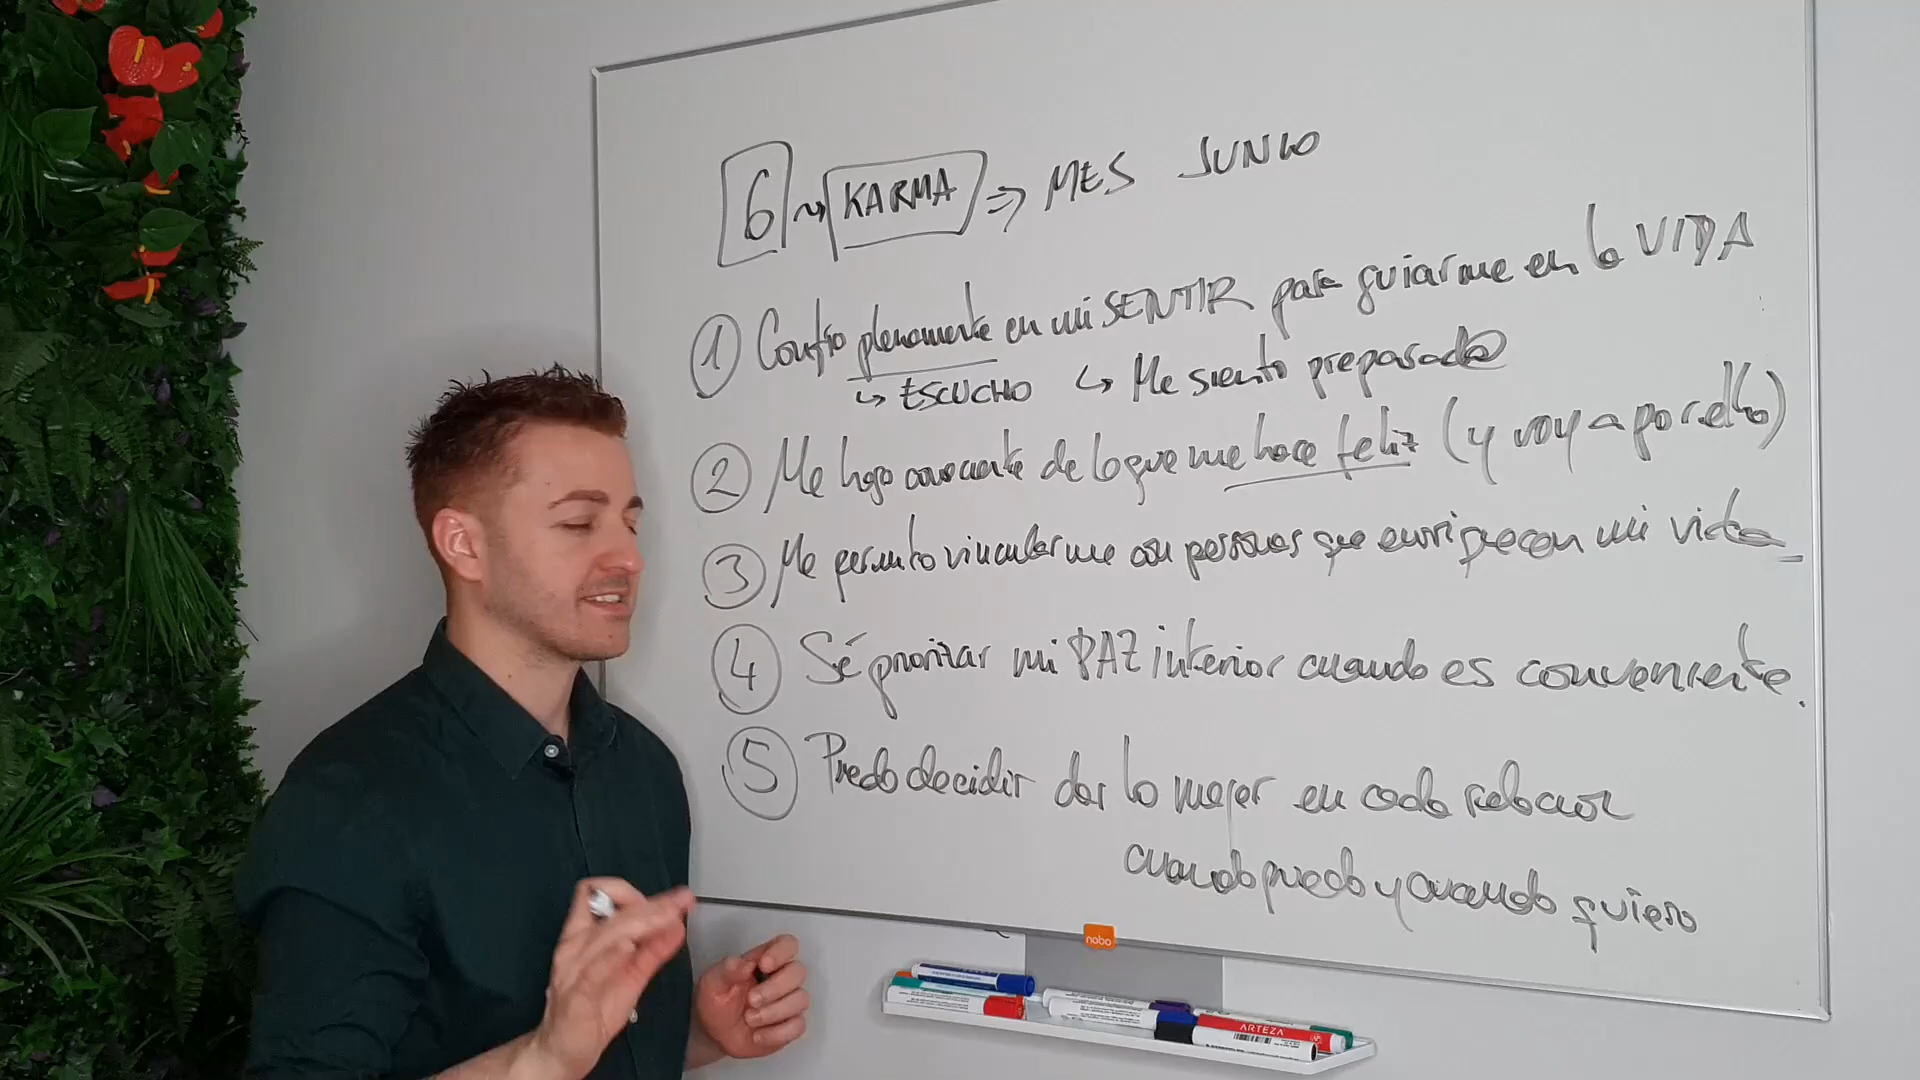 6 → KARMA ⇒ MES JUNIO
① Confío plenamente en mi SENTIR para guiarme en la VIDA
↳ ESCUCHO ↳ Me siento preparado
② Me hago consciente de lo que me hace feliz (y voy a por ello)
③ Me permito vincularme con personas que enriquecen mi vida
④ Sé priorizar mi PAZ interior cuando es conveniente.
⑤ Puedo decidir dar lo mejor en cada relación
cuando puedo y cuando quiero
nobo
ARTEZA